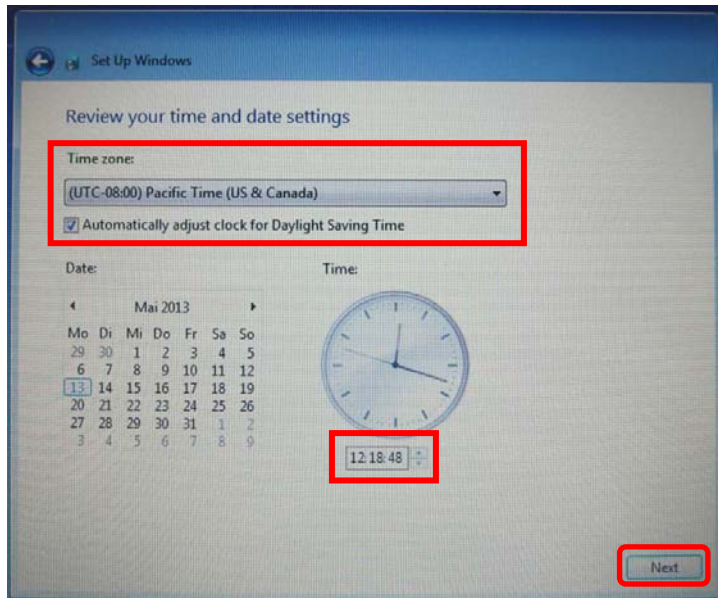 Set Up Windows
Review your time and date settings
Time zone:
(UTC-08:00) Pacific Time (US & Canada)
Automatically adjust clock for Daylight Saving Time
Date:
Time:
Mai 2013
Mo Di Mi Do Fr Sa So
29 30 1 2 3 4 5
6 7 8 9 10 11 12
13 14 15 16 17 18 19
20 21 22 23 24 25 26
27 28 29 30 31 1 2
3 4 5 6 7 8 9
12:18:48
Next